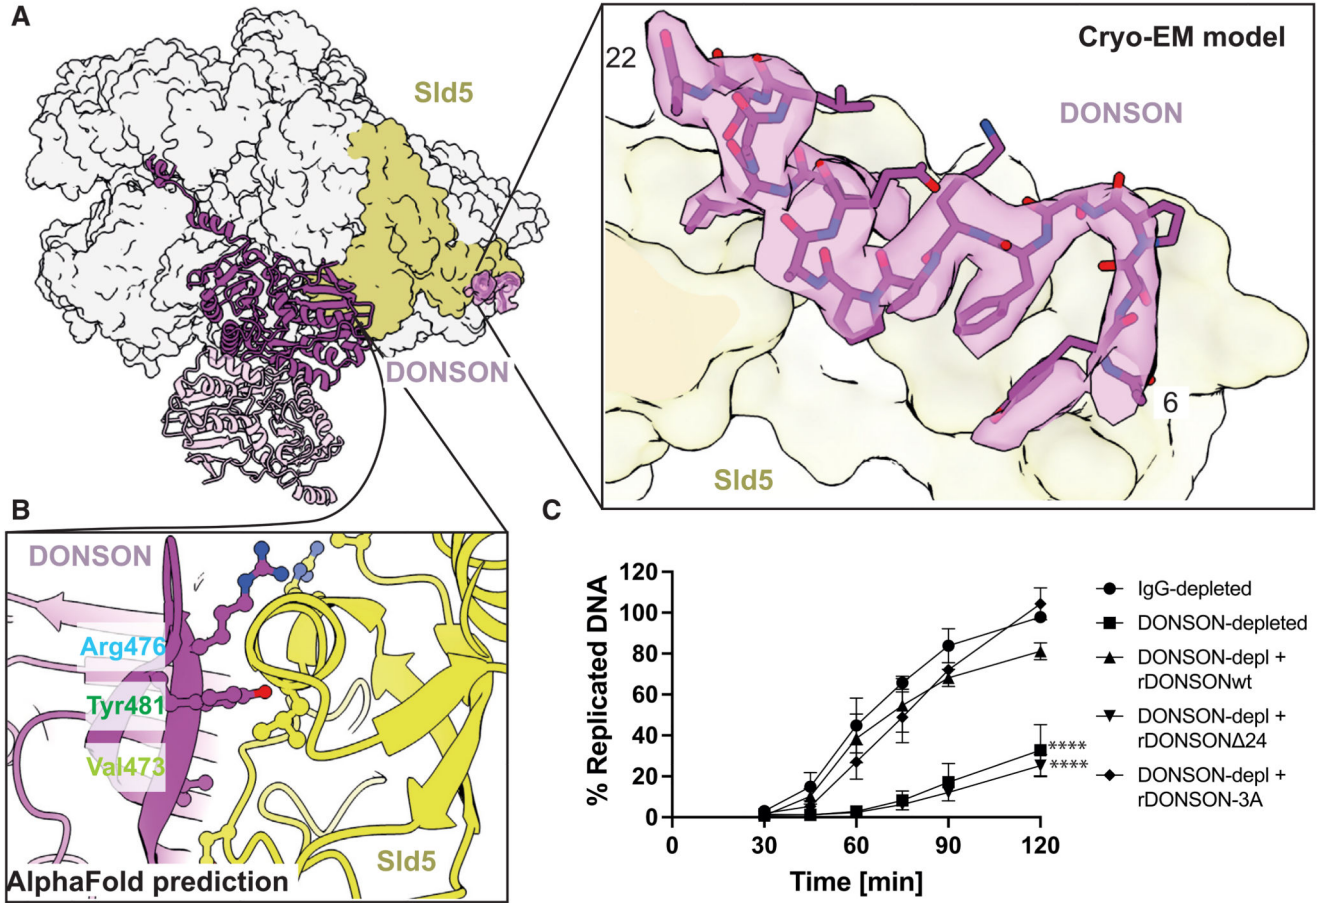 A
Sld5
DONSON
22
Cryo-EM model
DONSON
Sld5
6
B
DONSON
Arg476
Tyr481
Val473
Sld5
AlphaFold prediction
C
% Replicated DNA
120
100
80
60
40
20
0
0 30 60 90 120
Time [min]
****
****
IgG-depleted
DONSON-depleted
DONSON-depl +
rDONSONwt
DONSON-depl +
rDONSONΔ24
DONSON-depl +
rDONSON-3A